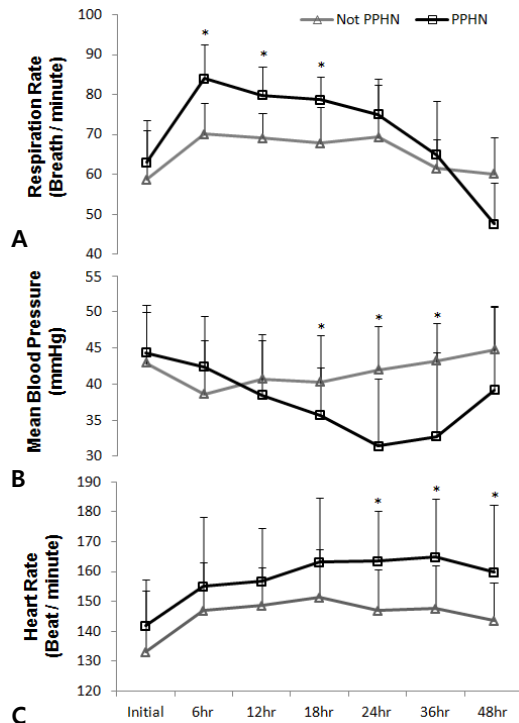 Not PPHN PPHN
Respiration Rate
(Breath / minute)
100
90
80
70
60
50
40
* * *
A
Mean Blood Pressure
(mmHg)
55
50
45
40
35
30
* * *
B
Heart Rate
(Beat / minute)
190
180
170
160
150
140
130
120
* * *
C
Initial 6hr 12hr 18hr 24hr 36hr 48hr